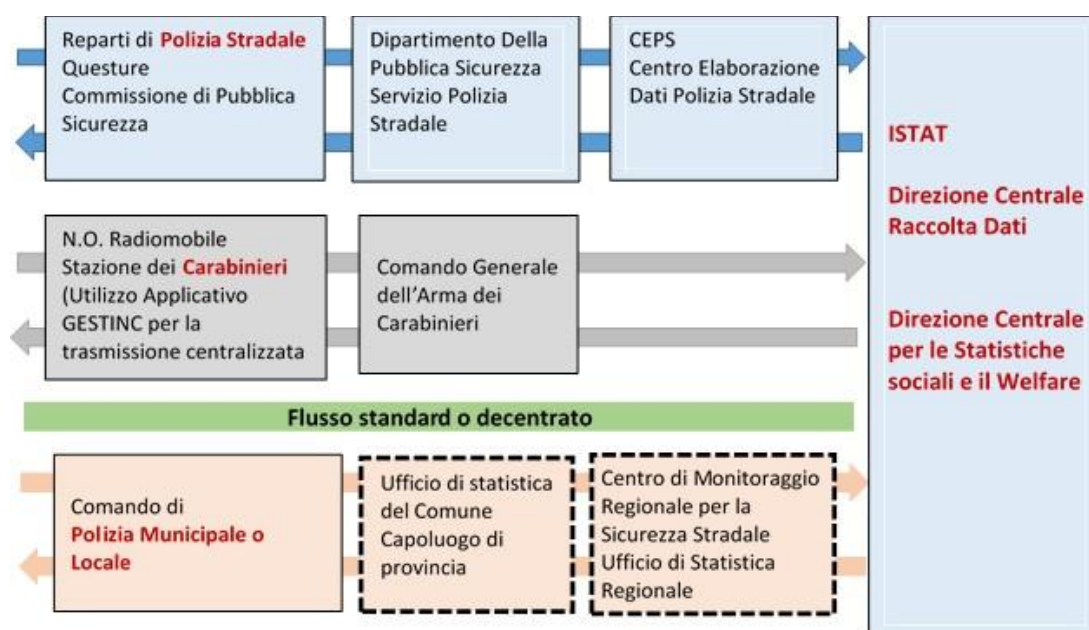 Reparti di Polizia Stradale
Questure
Commissione di Pubblica
Sicurezza
Dipartimento Della
Pubblica Sicurezza
Servizio Polizia
Stradale
CEPS
Centro Elaborazione
Dati Polizia Stradale
ISTAT
Direzione Centrale
Raccolta Dati
Direzione Centrale
per le Statistiche
sociali e il Welfare
N.O. Radiomobile
Stazione dei Carabinieri
(Utilizzo Applicativo
GESTINC per la
trasmissione centralizzata
Comando Generale
dell'Arma dei
Carabinieri
Flusso standard o decentrato
Comando di
Polizia Municipale o
Locale
Ufficio di statistica
del Comune
Capoluogo di
provincia
Centro di Monitoraggio
Regionale per la
Sicurezza Stradale
Ufficio di Statistica
Regionale